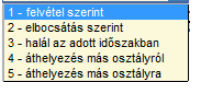 1 - felvétel szerint
2 - elbocsátás szerint
3 - halál az adott időszakban
4 - áthelyezés más osztályról
5 - áthelyezés más osztályra